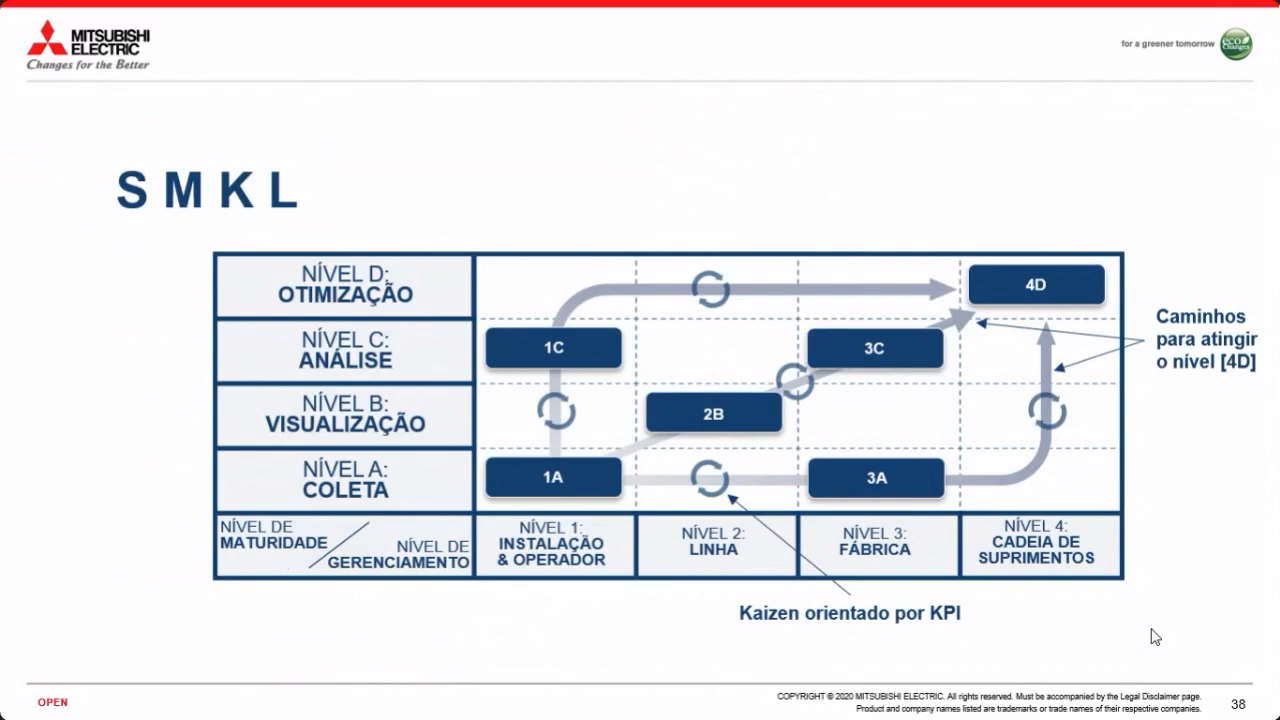 MITSUBISHI
ELECTRIC
Changes for the Better
for a greener tomorrow
eco
Changes
S M K L
NÍVEL D:
OTIMIZAÇÃO
4D
NÍVEL C:
ANÁLISE
1C
3C
Caminhos
para atingir
o nível [4D]
NÍVEL B:
VISUALIZAÇÃO
2B
NÍVEL A:
COLETA
1A
3A
NÍVEL DE
MATURIDADE
NÍVEL DE
GERENCIAMENTO
NÍVEL 1:
INSTALAÇÃO
& OPERADOR
NÍVEL 2:
LINHA
NÍVEL 3:
FÁBRICA
NÍVEL 4:
CADEIA DE
SUPRIMENTOS
Kaizen orientado por KPI
OPEN
COPYRIGHT © 2020 MITSUBISHI ELECTRIC. All rights reserved. Must be accompanied by the Legal Disclaimer page.
Product and company names listed are trademarks or trade names of their respective companies.
38